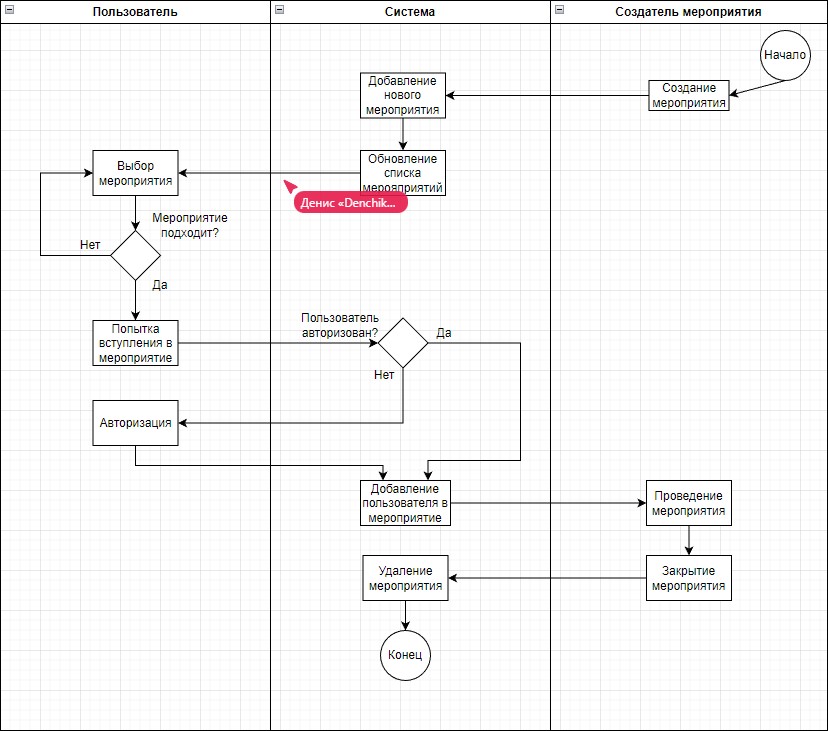 Пользователь
Система
Создатель мероприятия
Начало
Добавление
нового
мероприятия
Создание
мероприятия
Выбор
мероприятия
Обновление
списка
мероприятий
Денис «Denchik...
Мероприятие
подходит?
Нет
Да
Попытка
вступления в
мероприятие
Пользователь
авторизован?
Да
Нет
Авторизация
Добавление
пользователя в
мероприятие
Проведение
мероприятия
Удаление
мероприятия
Закрытие
мероприятия
Конец